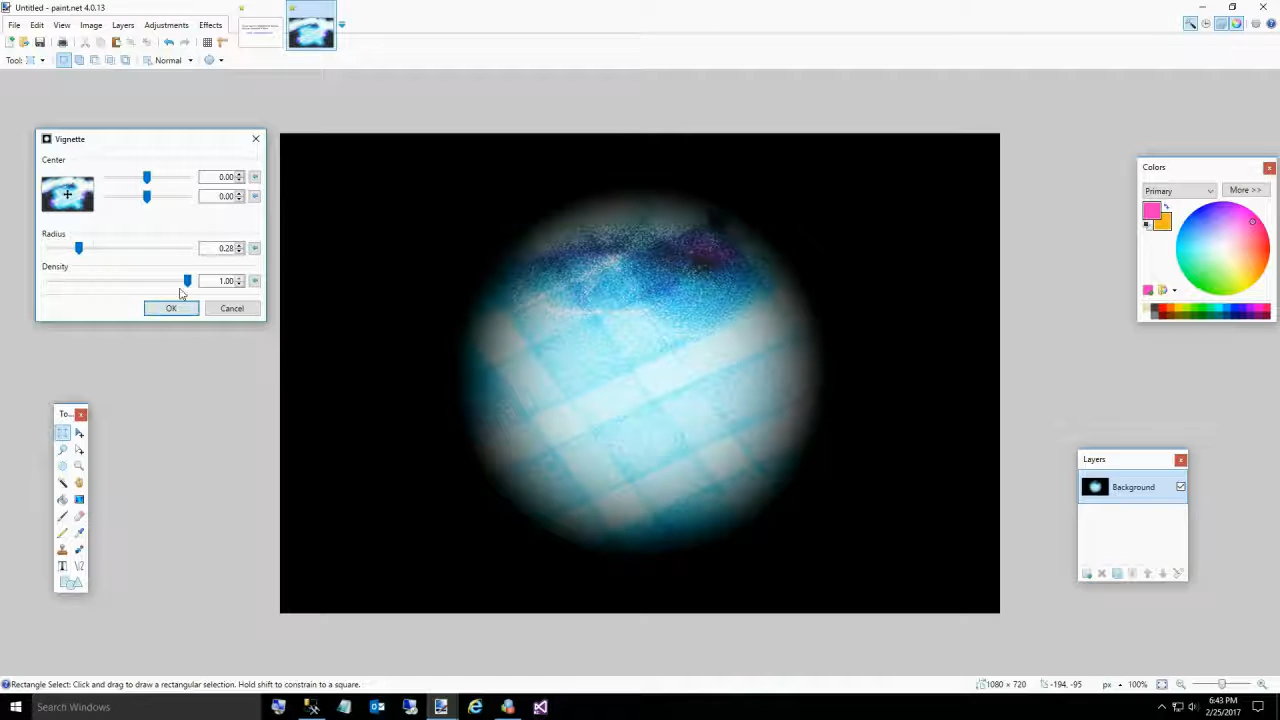 Untitled - paint.net 4.0.13
File Edit View Image Layers Adjustments Effects
Tool: Normal
Vignette
Center
0.00
0.00
Radius
0.28
Density
1.00
OK Cancel
Colors
Primary More >>
To...
Layers
Background
Rectangle Select: Click and drag to draw a rectangular selection. Hold shift to constrain to a square.
1080 × 720 -194, -95 px 100%
Search Windows
6:43 PM
2/25/2017